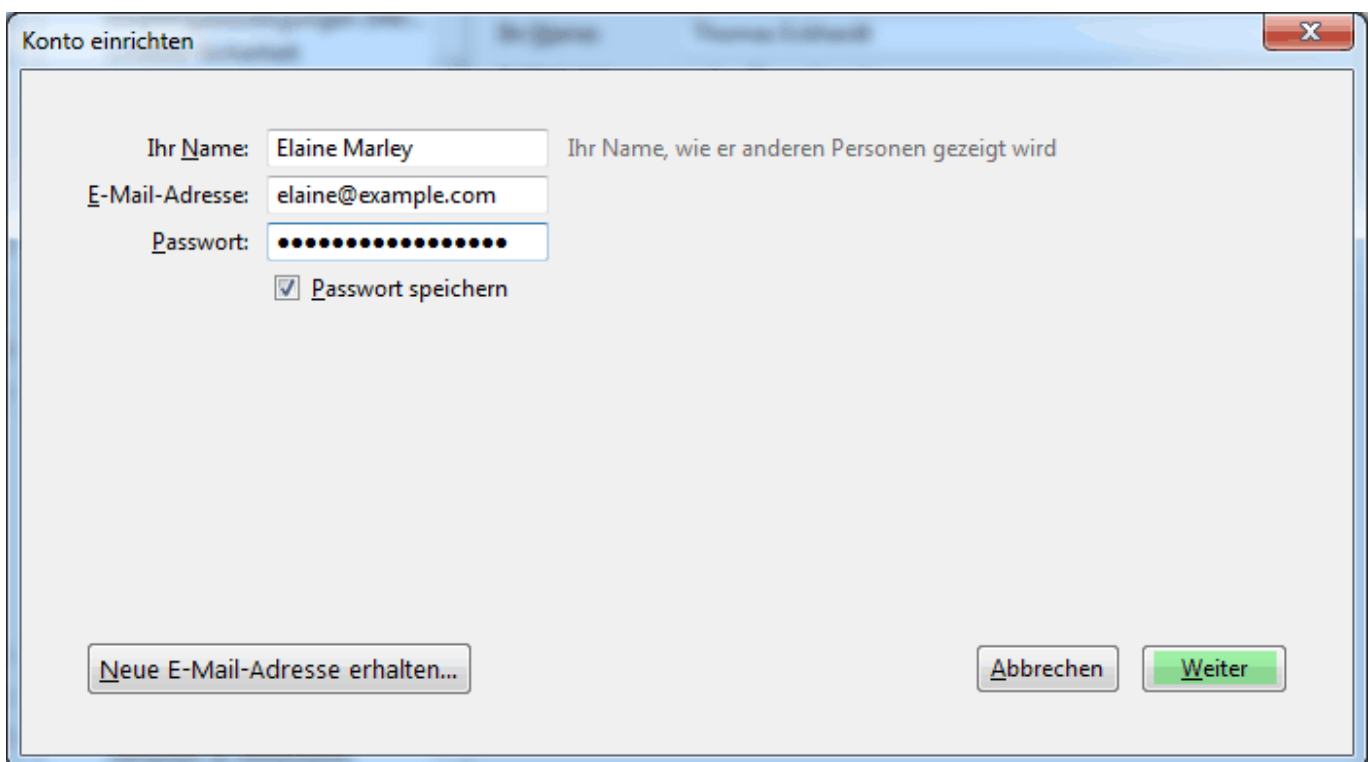 Konto einrichten
Ihr Name: Elaine Marley Ihr Name, wie er anderen Personen gezeigt wird
E-Mail-Adresse: elaine@example.com
Passwort: ●●●●●●●●●●●●●●●●●
Passwort speichern
Neue E-Mail-Adresse erhalten... Abbrechen Weiter